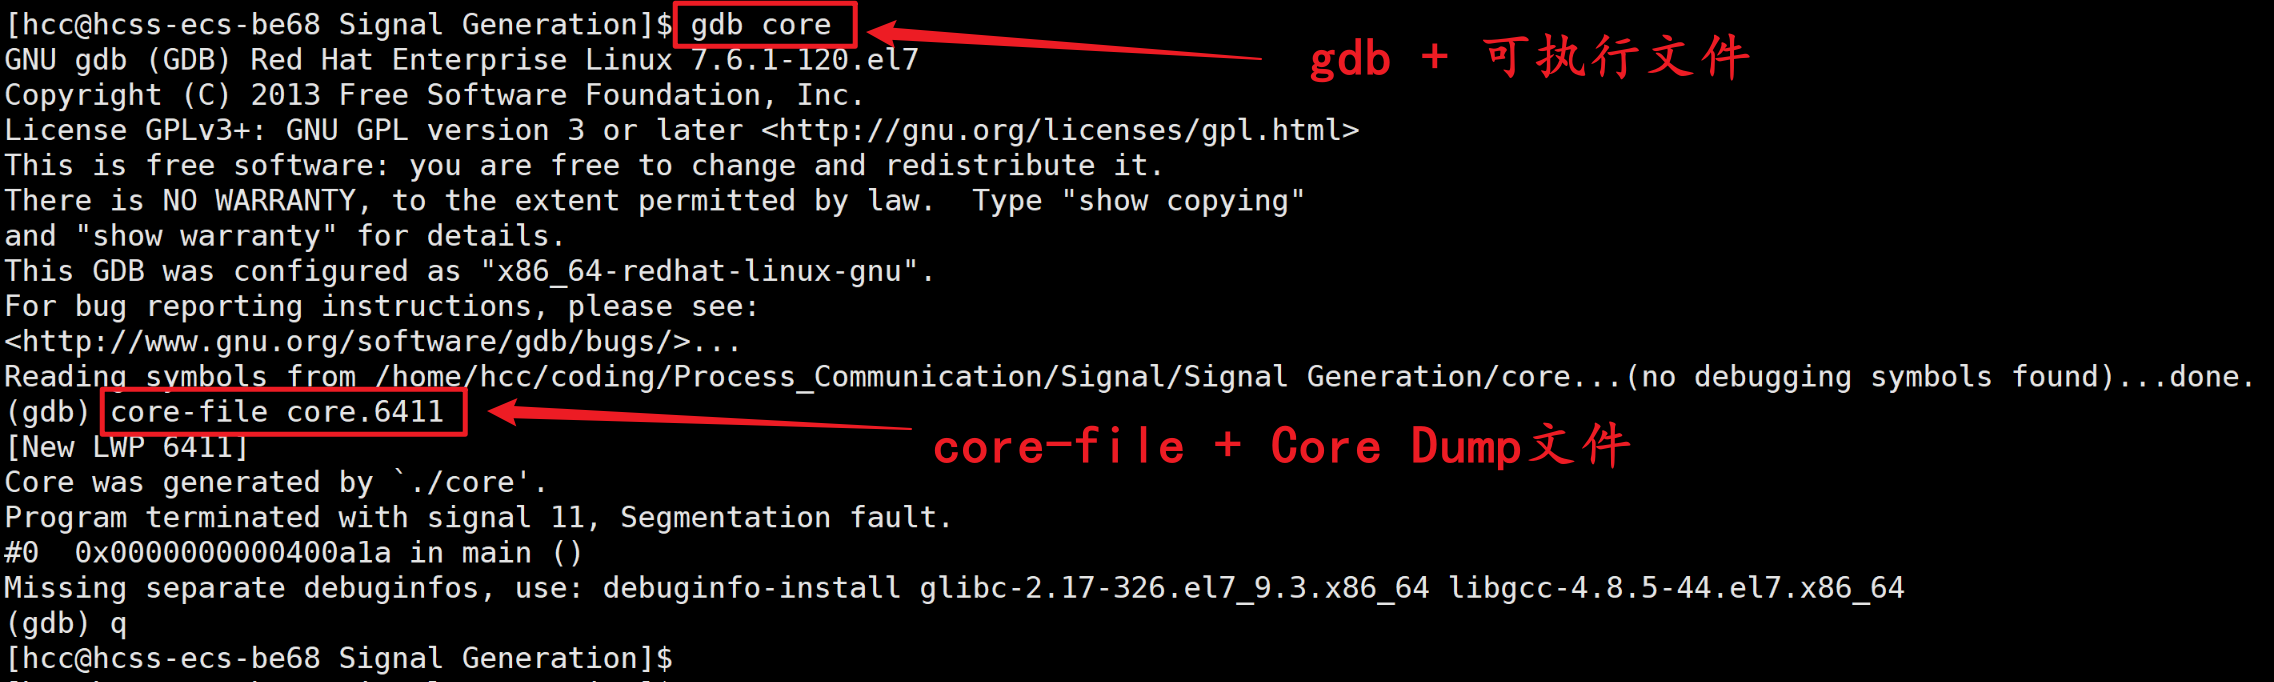 [hcc@hcss-ecs-be68 Signal Generation]$ gdb core
gdb + 可执行文件
GNU gdb (GDB) Red Hat Enterprise Linux 7.6.1-120.el7
Copyright (C) 2013 Free Software Foundation, Inc.
License GPLv3+: GNU GPL version 3 or later <http://gnu.org/licenses/gpl.html>
This is free software: you are free to change and redistribute it.
There is NO WARRANTY, to the extent permitted by law.  Type "show copying"
and "show warranty" for details.
This GDB was configured as "x86_64-redhat-linux-gnu".
For bug reporting instructions, please see:
<http://www.gnu.org/software/gdb/bugs/>...
Reading symbols from /home/hcc/coding/Process_Communication/Signal/Signal Generation/core...(no debugging symbols found)...done.
(gdb) core-file core.6411
core-file + Core Dump文件
[New LWP 6411]
Core was generated by `./core'.
Program terminated with signal 11, Segmentation fault.
#0  0x0000000000400a1a in main ()
Missing separate debuginfos, use: debuginfo-install glibc-2.17-326.el7_9.3.x86_64 libgcc-4.8.5-44.el7.x86_64
(gdb) q
[hcc@hcss-ecs-be68 Signal Generation]$